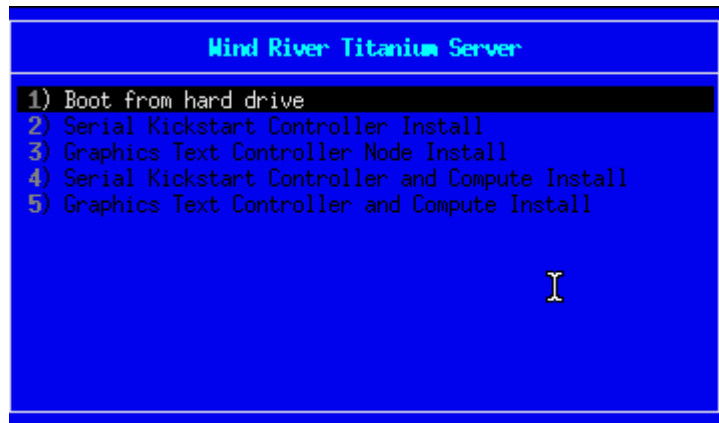 Wind River Titanium Server
1) Boot from hard drive
2) Serial Kickstart Controller Install
3) Graphics Text Controller Node Install
4) Serial Kickstart Controller and Compute Install
5) Graphics Text Controller and Compute Install